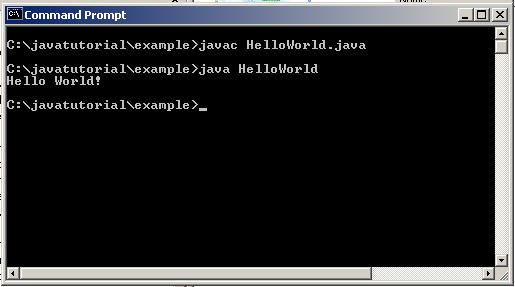 Command Prompt
C:\javatutorial\example>javac HelloWorld.java
C:\javatutorial\example>java HelloWorld
Hello World!
C:\javatutorial\example>_